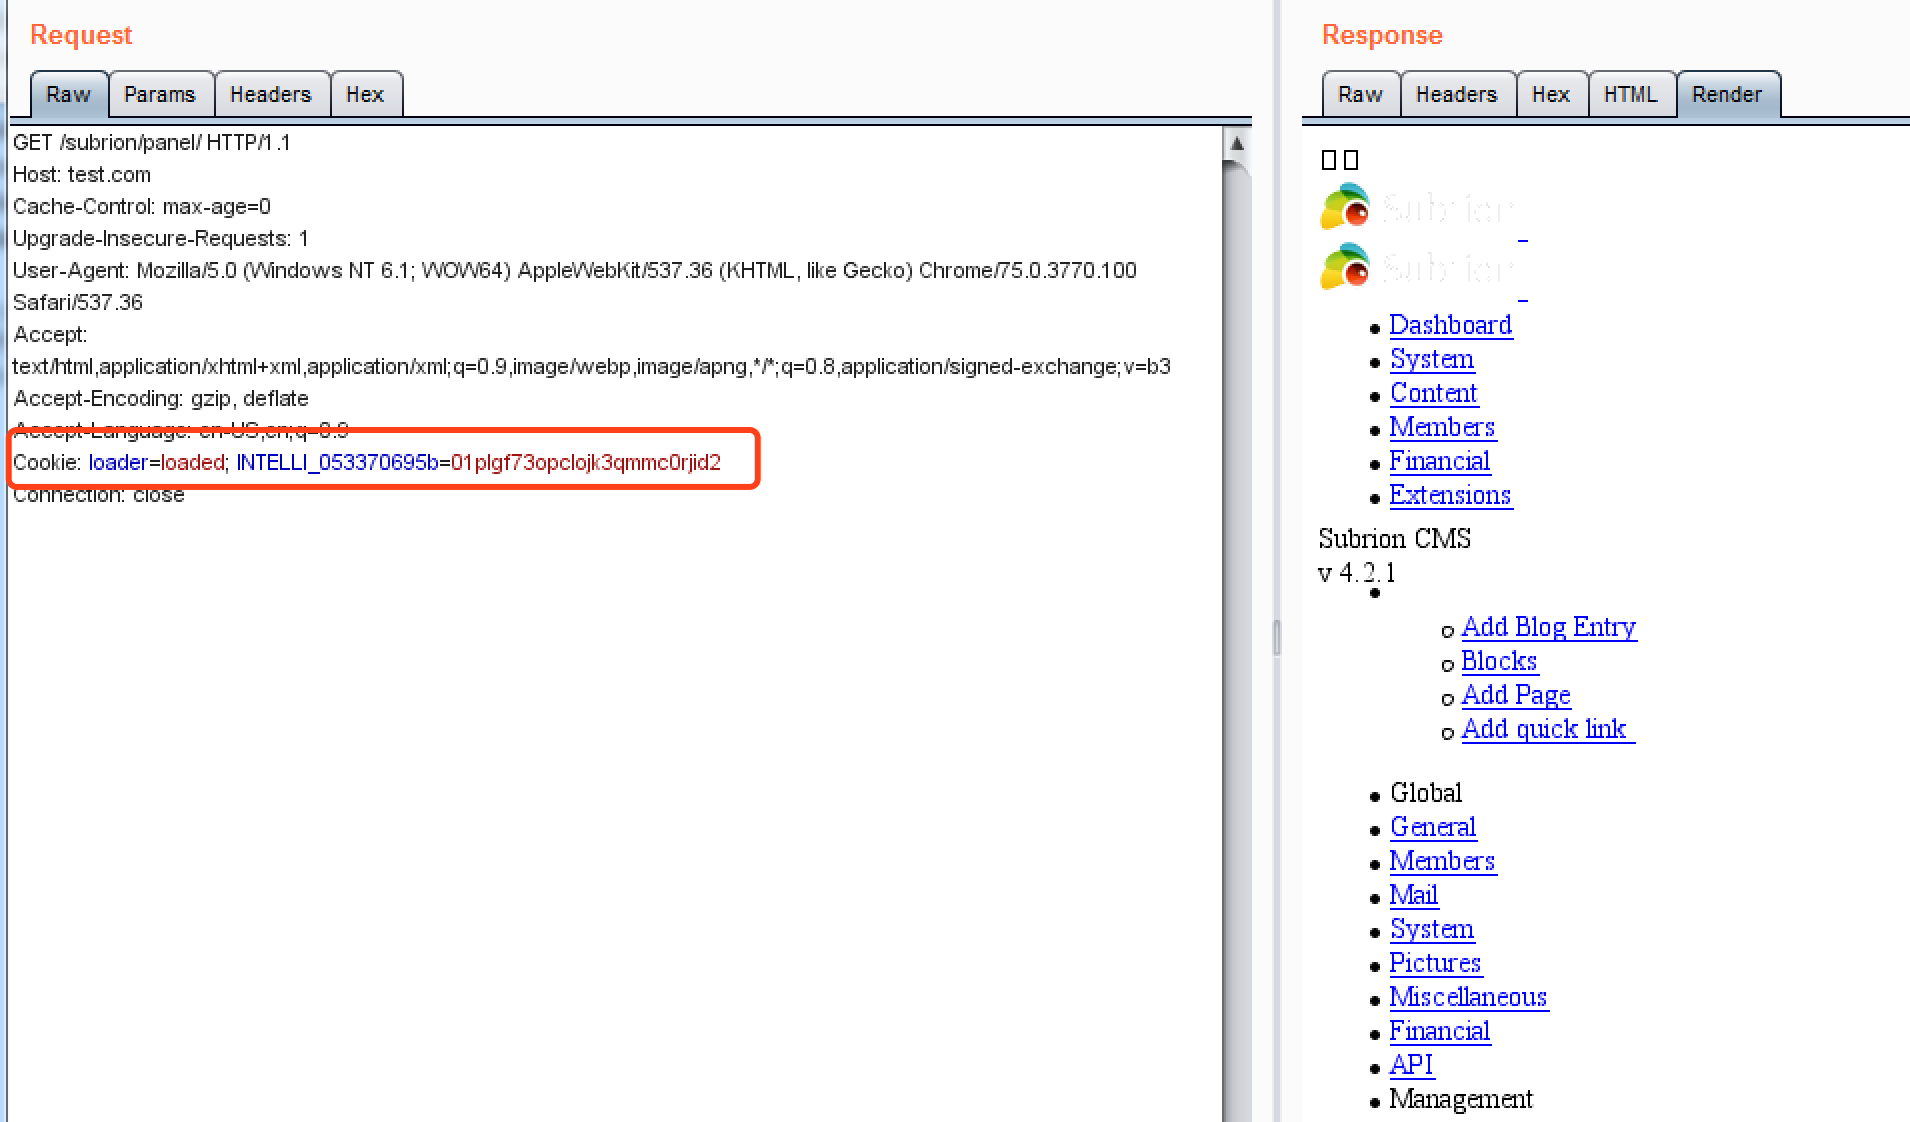 Request
Raw Params Headers Hex
GET /subrion/panel/ HTTP/1.1
Host: test.com
Cache-Control: max-age=0
Upgrade-Insecure-Requests: 1
User-Agent: Mozilla/5.0 (Windows NT 6.1; WOW64) AppleWebKit/537.36 (KHTML, like Gecko) Chrome/75.0.3770.100
Safari/537.36
Accept:
text/html,application/xhtml+xml,application/xml;q=0.9,image/webp,image/apng,*/*;q=0.8,application/signed-exchange;v=b3
Accept-Encoding: gzip, deflate
Accept-Language: en-US,en;q=0.9
Cookie: loader=loaded; INTELLI_053370695b=01plgf73opclojk3qmmc0rjid2
Connection: close
Response
Raw Headers Hex HTML Render
Subrion
Subrion
Dashboard
System
Content
Members
Financial
Extensions
Subrion CMS
v 4.2.1
Add Blog Entry
Blocks
Add Page
Add quick link
Global
General
Members
Mail
System
Pictures
Miscellaneous
Financial
API
Management